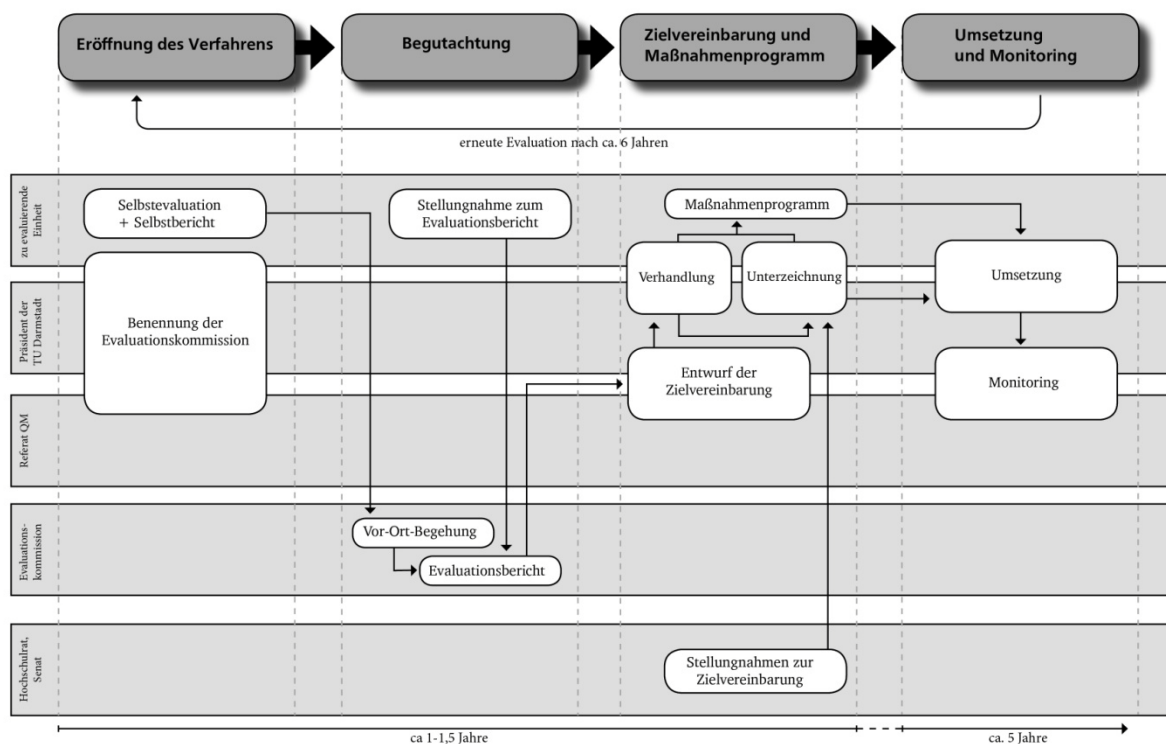 Eröffnung des Verfahrens
Begutachtung
Zielvereinbarung und
Maßnahmenprogramm
Umsetzung
und Monitoring
erneute Evaluation nach ca. 6 Jahren
zu evaluierende
Einheit
Selbstevaluation
+ Selbstbericht
Stellungnahme zum
Evaluationsbericht
Maßnahmenprogramm
Verhandlung
Unterzeichnung
Umsetzung
Präsident der
TU Darmstadt
Benennung der
Evaluationskommission
Entwurf der
Zielvereinbarung
Monitoring
Referat QM
Evaluations-
kommission
Vor-Ort-Begehung
Evaluationsbericht
Hochschulrat,
Senat
Stellungnahmen zur
Zielvereinbarung
ca 1-1,5 Jahre
ca. 5 Jahre